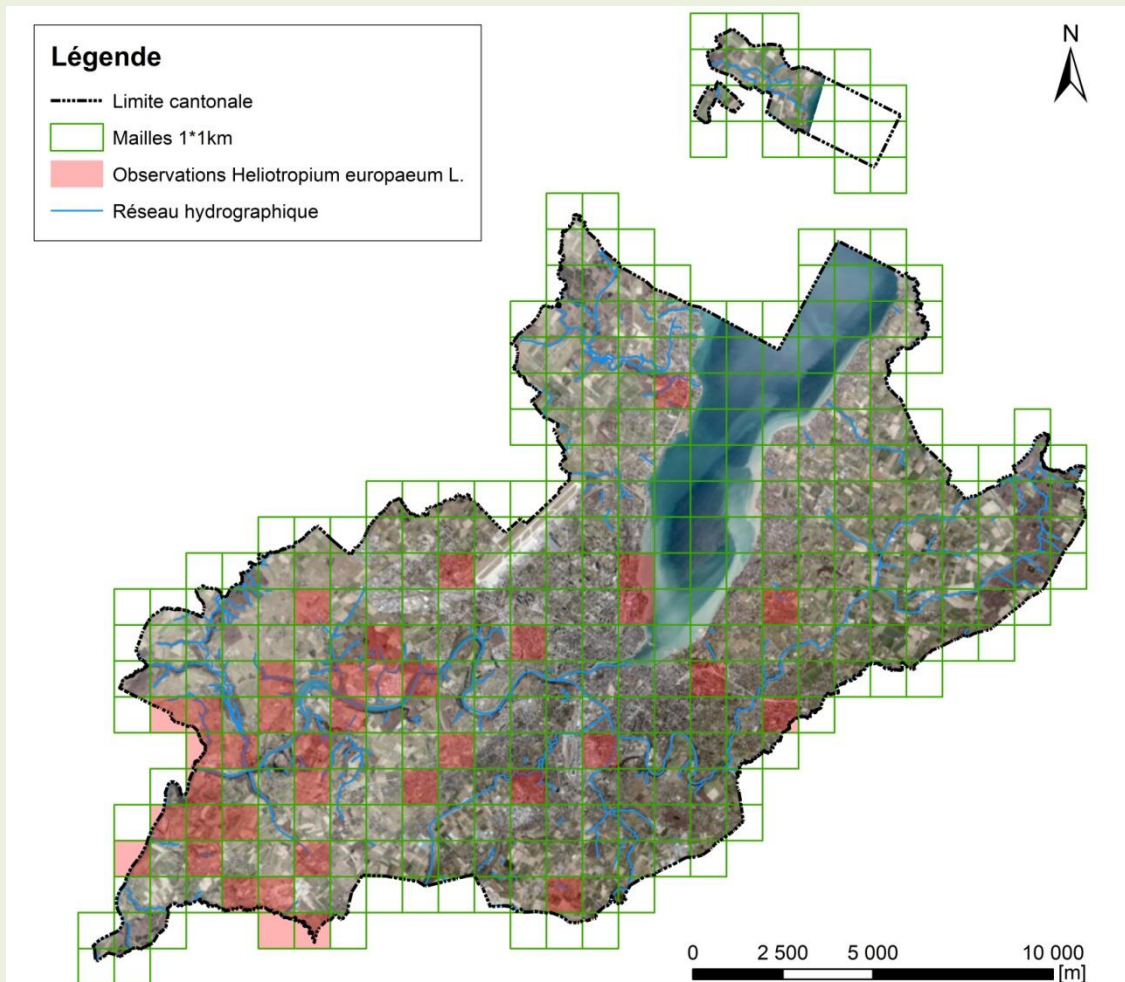 Légende
Limite cantonale
Mailles 1*1km
Observations Heliotropium europaeum L.
Réseau hydrographique
N
0 2 500 5 000 10 000
[m]